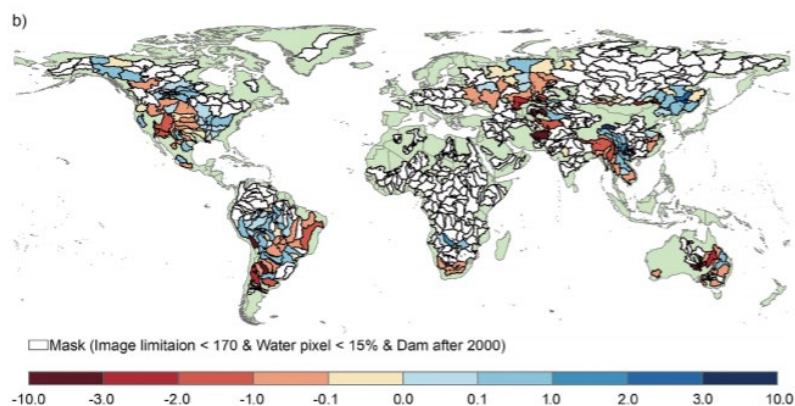 b)
Mask (Image limitaion < 170 & Water pixel < 15% & Dam after 2000)
-10.0 -3.0 -2.0 -1.0 -0.1 0.0 0.1 1.0 2.0 3.0 10.0